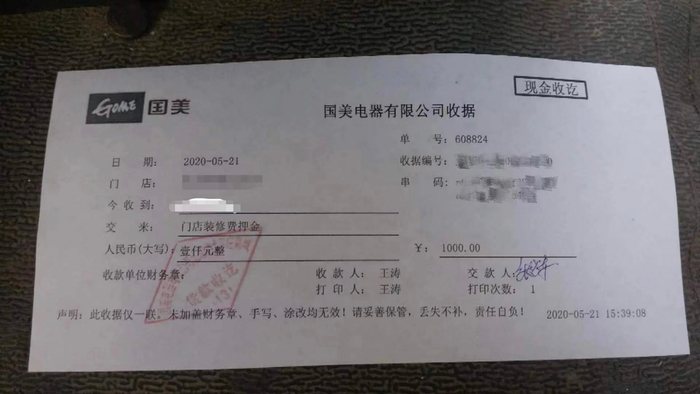 现金收讫
GOME 国美
国美电器有限公司收据
单 号：608824
日 期：2020-05-21 收据编号：
门 店： 串 码：
今收到：
交 来：门店装修费押金
人民币(大写)：壹仟元整 ￥：1000.00
收款单位财务章： 收 款 人：王涛 交 款 人：
打 印 人：王涛 打印次数：1
货款收讫
声明：此收据仅一联，未加盖财务章、手写、涂改均无效！请妥善保管，丢失不补，责任自负！ 2020-05-21 15:39:08